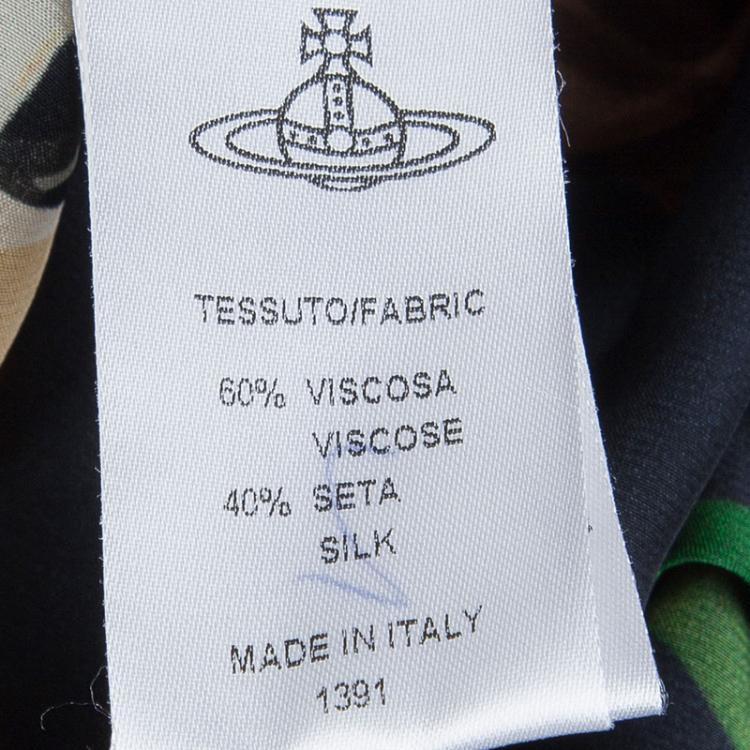 TESSUTO/FABRIC
60% VISCOSA
VISCOSE
40% SETA
SILK
MADE IN ITALY
1391